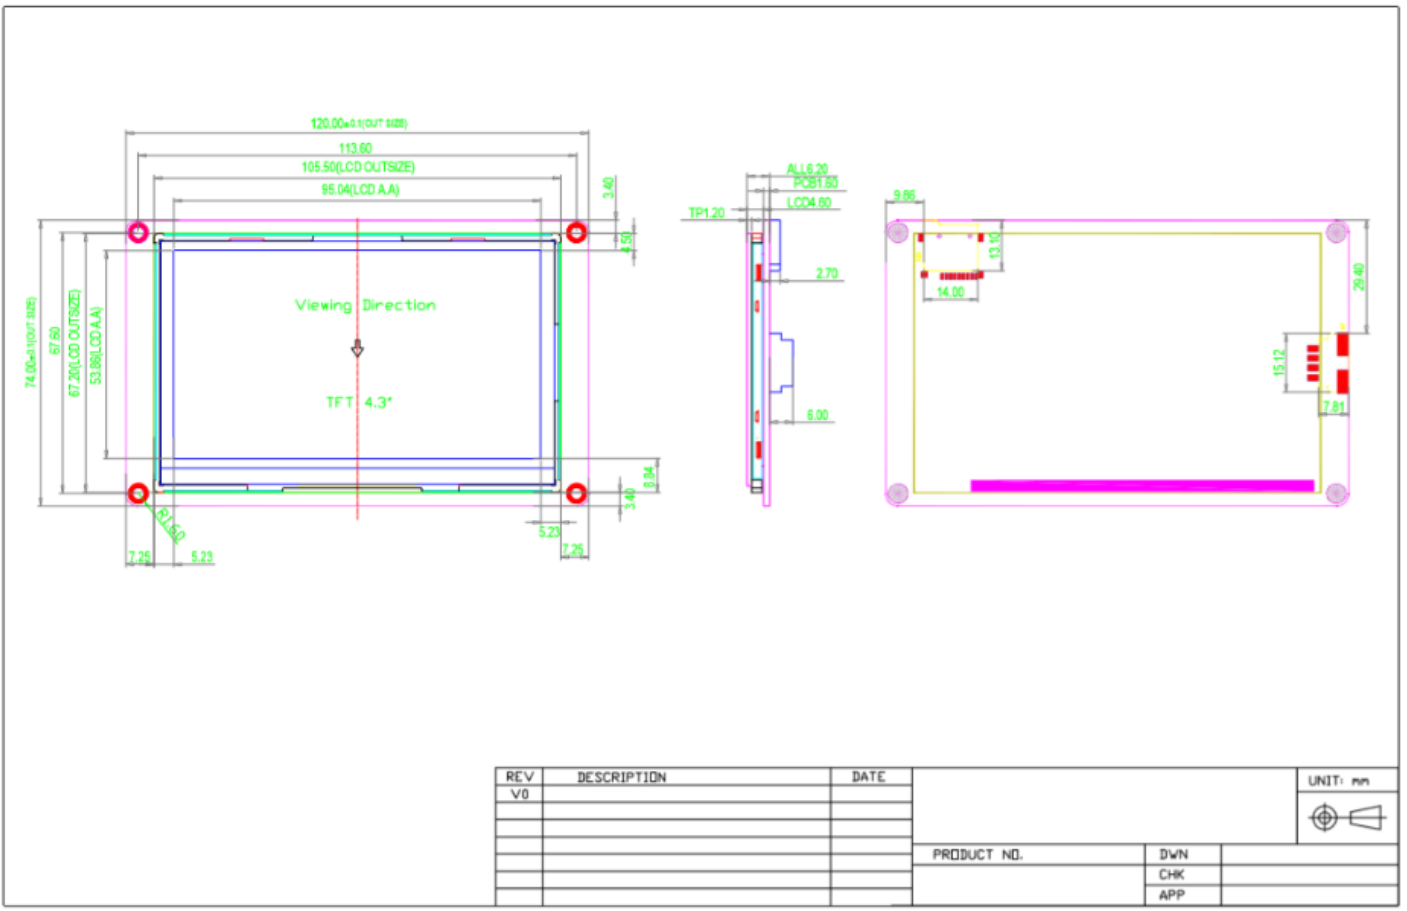 120.00±0.1(OUT SIZE)
113.60
105.50(LCD OUTSIZE)
95.04(LCD A.A)
3.40
4.50
74.00±0.1(OUT SIZE)
67.60
67.20(LCD OUTSIZE)
53.86(LCD A.A)
Viewing Direction
TFT 4.3"
6.84
3.40
R1.60
5.23
7.25
7.25
5.23
ALL6.20
PCB1.60
LCD4.60
TP1.20
2.70
6.00
9.86
13.10
14.00
29.40
15.12
7.81
REV DESCRIPTION DATE
V0
UNIT: mm
PRODUCT NO.
DWN
CHK
APP